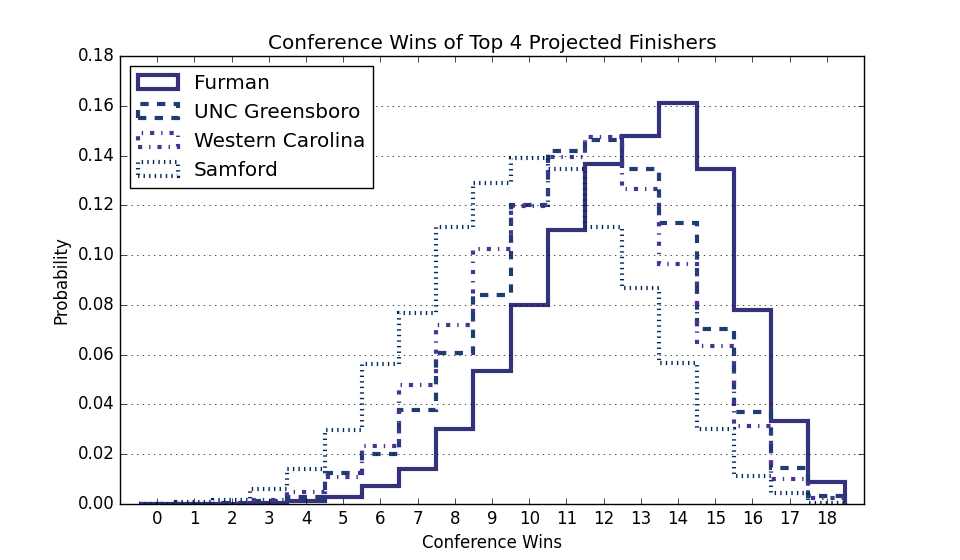 Conference Wins of Top 4 Projected Finishers
Furman
UNC Greensboro
Western Carolina
Samford
0.18
0.16
0.14
0.12
0.10
0.08
0.06
0.04
0.02
0.00
Probability
0 1 2 3 4 5 6 7 8 9 10 11 12 13 14 15 16 17 18
Conference Wins